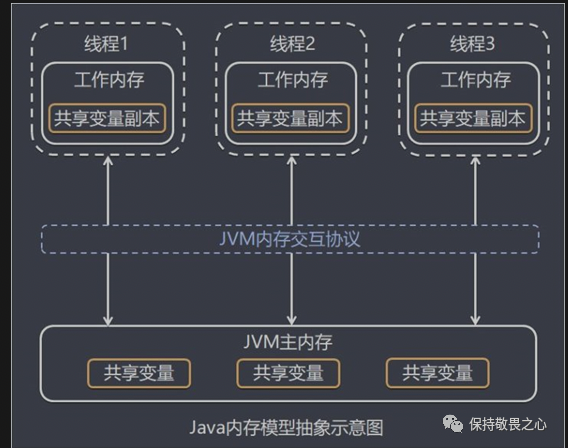 线程1 线程2 线程3
工作内存 工作内存 工作内存
共享变量副本 共享变量副本 共享变量副本
JVM内存交互协议
JVM主内存
共享变量 共享变量 共享变量
Java内存模型抽象示意图
保持敬畏之心